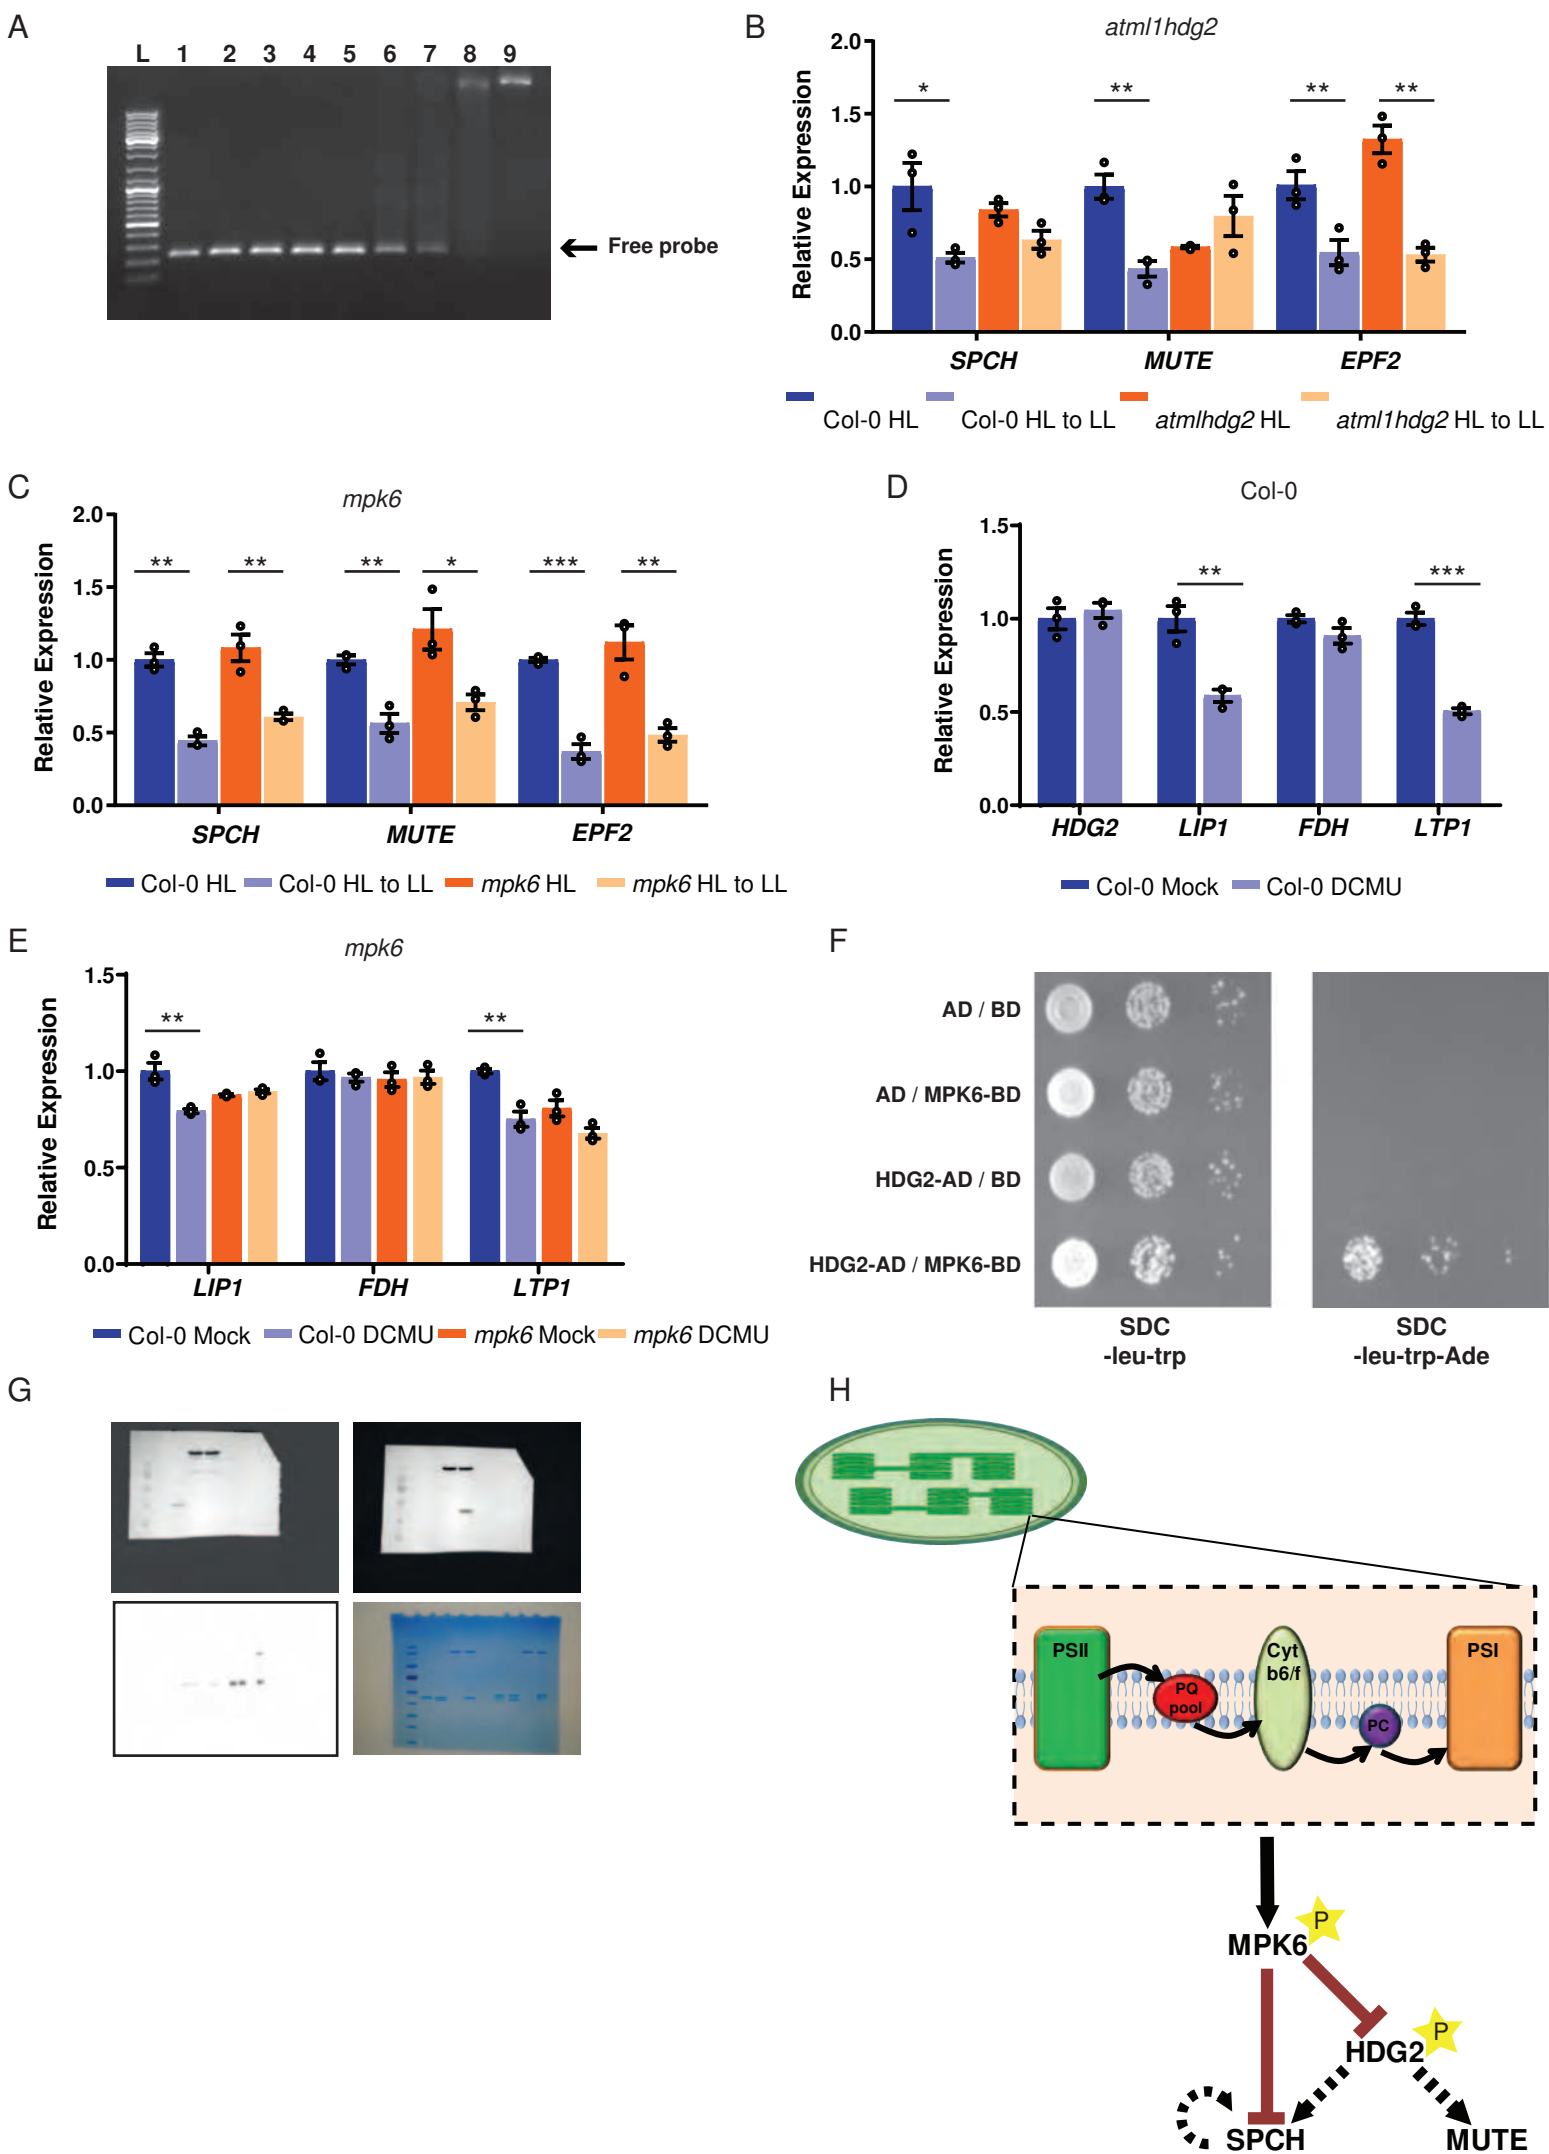 A
L 1 2 3 4 5 6 7 8 9
Free probe
B
atml1hdg2
Relative Expression
2.0
1.5
1.0
0.5
0.0
* ** ** **
SPCH MUTE EPF2
Col-0 HL Col-0 HL to LL atmlhdg2 HL atml1hdg2 HL to LL
C
mpk6
Relative Expression
2.0
1.5
1.0
0.5
0.0
** ** ** * *** **
SPCH MUTE EPF2
Col-0 HL Col-0 HL to LL mpk6 HL mpk6 HL to LL
D
Col-0
Relative Expression
1.5
1.0
0.5
0.0
** ***
HDG2 LIP1 FDH LTP1
Col-0 Mock Col-0 DCMU
E
mpk6
Relative Expression
1.5
1.0
0.5
0.0
** **
LIP1 FDH LTP1
Col-0 Mock Col-0 DCMU mpk6 Mock mpk6 DCMU
F
AD / BD
AD / MPK6-BD
HDG2-AD / BD
HDG2-AD / MPK6-BD
SDC
-leu-trp
SDC
-leu-trp-Ade
G
H
PSII
PQ
pool
Cyt
b6/f
PC
PSI
P
MPK6
P
HDG2
SPCH MUTE